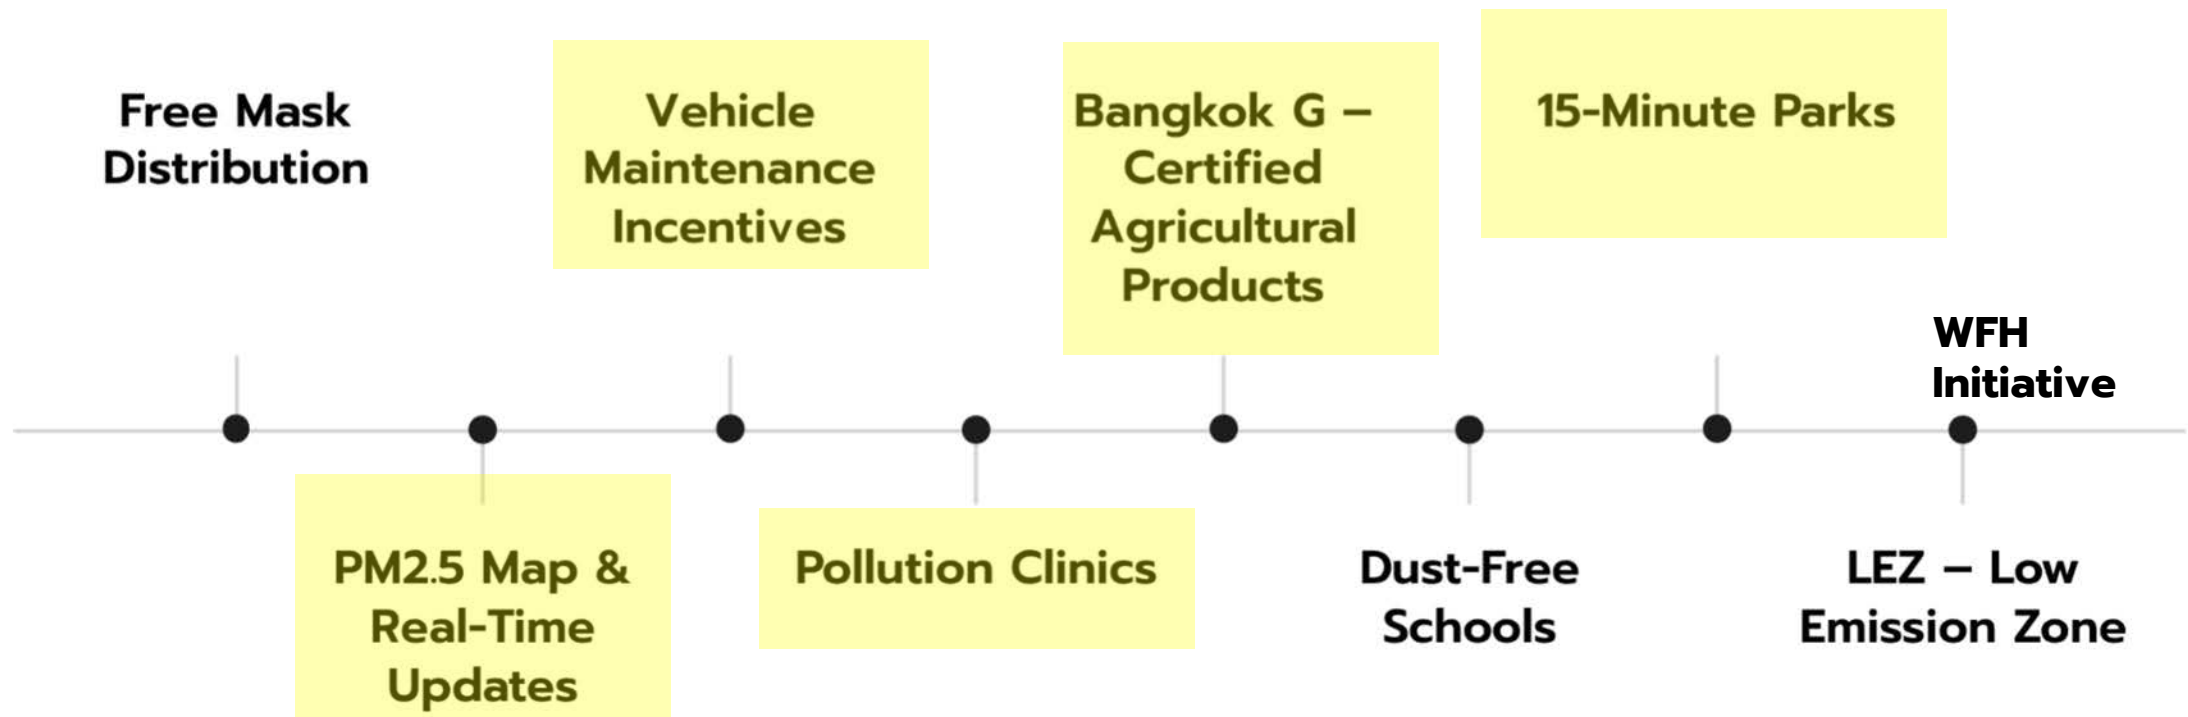 Free Mask
Distribution
Vehicle
Maintenance
Incentives
Bangkok G –
Certified
Agricultural
Products
15-Minute Parks
WFH
Initiative
PM2.5 Map &
Real-Time
Updates
Pollution Clinics
Dust-Free
Schools
LEZ – Low
Emission Zone